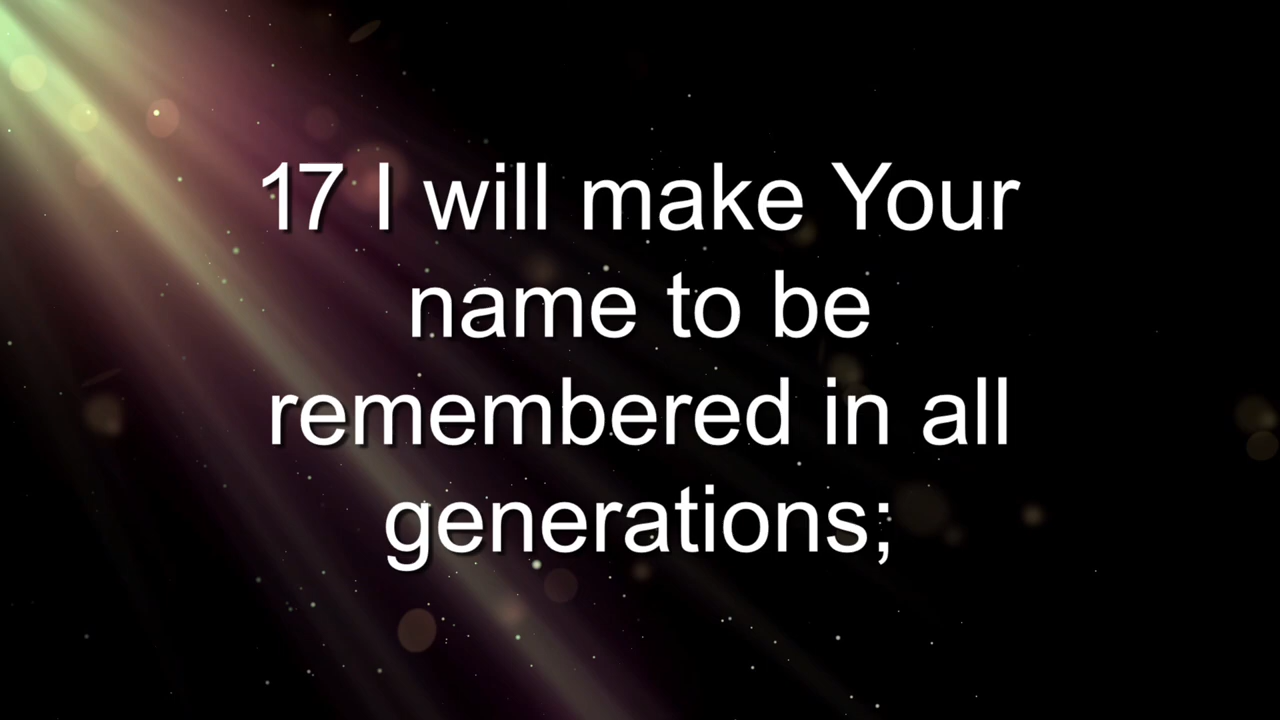 17 I will make Your
name to be
remembered in all
generations;